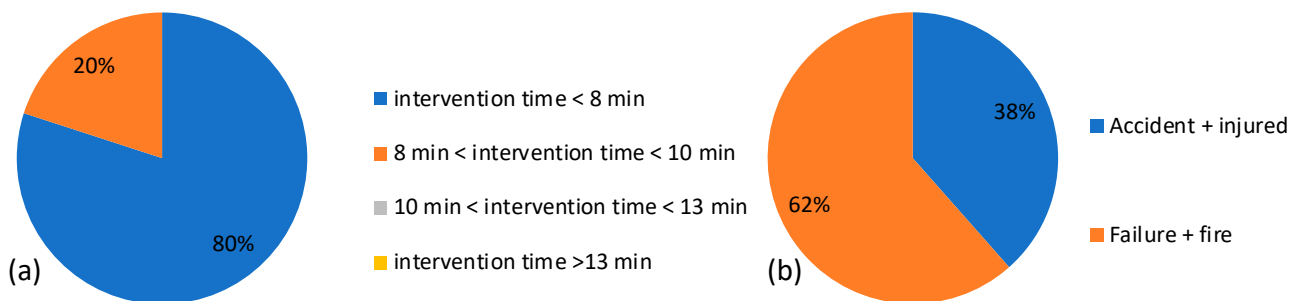 20%
80%
(a)
intervention time < 8 min
8 min < intervention time < 10 min
10 min < intervention time < 13 min
intervention time >13 min
38%
62%
(b)
Accident + injured
Failure + fire